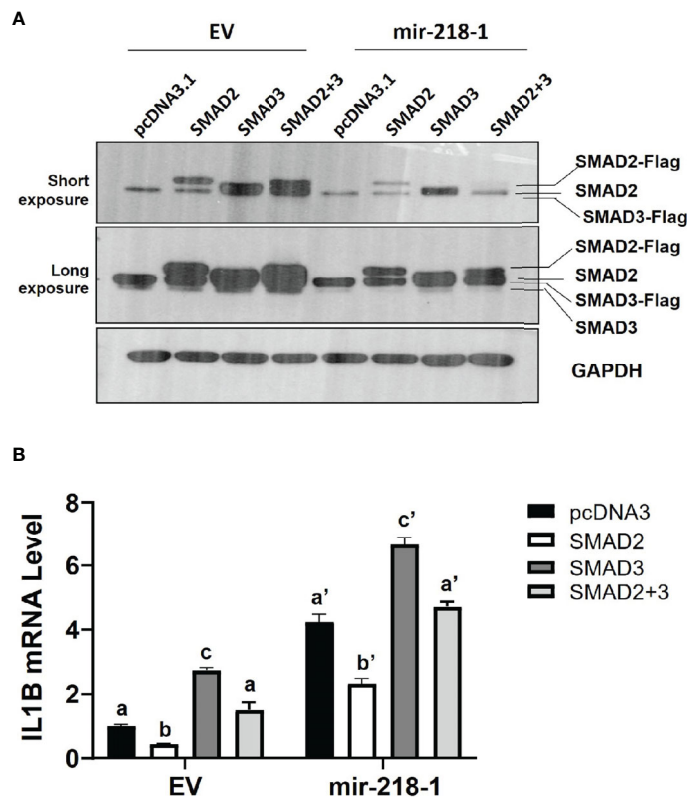 A
EV
mir-218-1
pcDNA3.1
SMAD2
SMAD3
SMAD2+3
pcDNA3.1
SMAD2
SMAD3
SMAD2+3
Short
exposure
SMAD2-Flag
SMAD2
SMAD3-Flag
Long
exposure
SMAD2-Flag
SMAD2
SMAD3-Flag
SMAD3
GAPDH
B
IL1B mRNA Level
8
6
4
2
0
a
b
c
a
a’
b’
c’
a’
EV
mir-218-1
pcDNA3
SMAD2
SMAD3
SMAD2+3